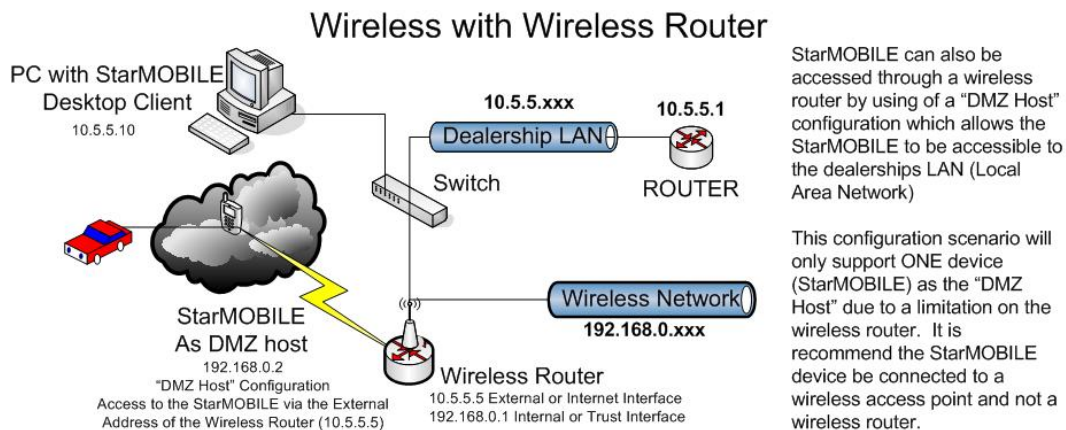 Wireless with Wireless Router
PC with StarMOBILE
Desktop Client
10.5.5.10
10.5.5.xxx
Dealership LAN
10.5.5.1
ROUTER
Switch
StarMOBILE
As DMZ host
192.168.0.2
"DMZ Host" Configuration
Access to the StarMOBILE via the External
Address of the Wireless Router (10.5.5.5)
Wireless Network
192.168.0.xxx
Wireless Router
10.5.5.5 External or Internet Interface
192.168.0.1 Internal or Trust Interface
StarMOBILE can also be
accessed through a wireless
router by using of a "DMZ Host"
configuration which allows the
StarMOBILE to be accessible to
the dealerships LAN (Local
Area Network)
This configuration scenario will
only support ONE device
(StarMOBILE) as the "DMZ
Host" due to a limitation on the
wireless router. It is
recommend the StarMOBILE
device be connected to a
wireless access point and not a
wireless router.